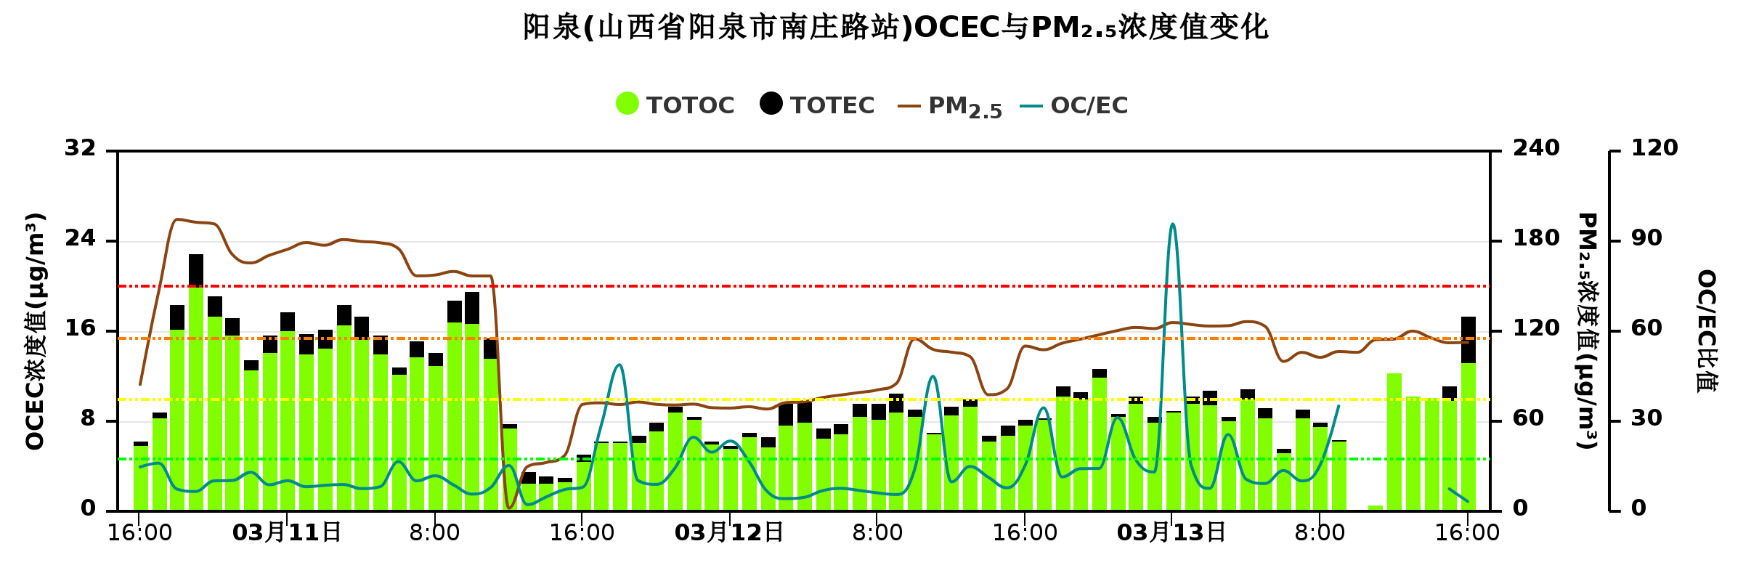 阳泉(山西省阳泉市南庄路站)OCEC与PM₂.₅浓度值变化
TOTOC TOTEC PM₂.₅ OC/EC
32 240 120
24 180 90
16 120 60
8 60 30
0 0 0
OCEC浓度值(μg/m³)
PM₂.₅浓度值(μg/m³)
OC/EC比值
16:00 03月11日 8:00 16:00 03月12日 8:00 16:00 03月13日 8:00 16:00